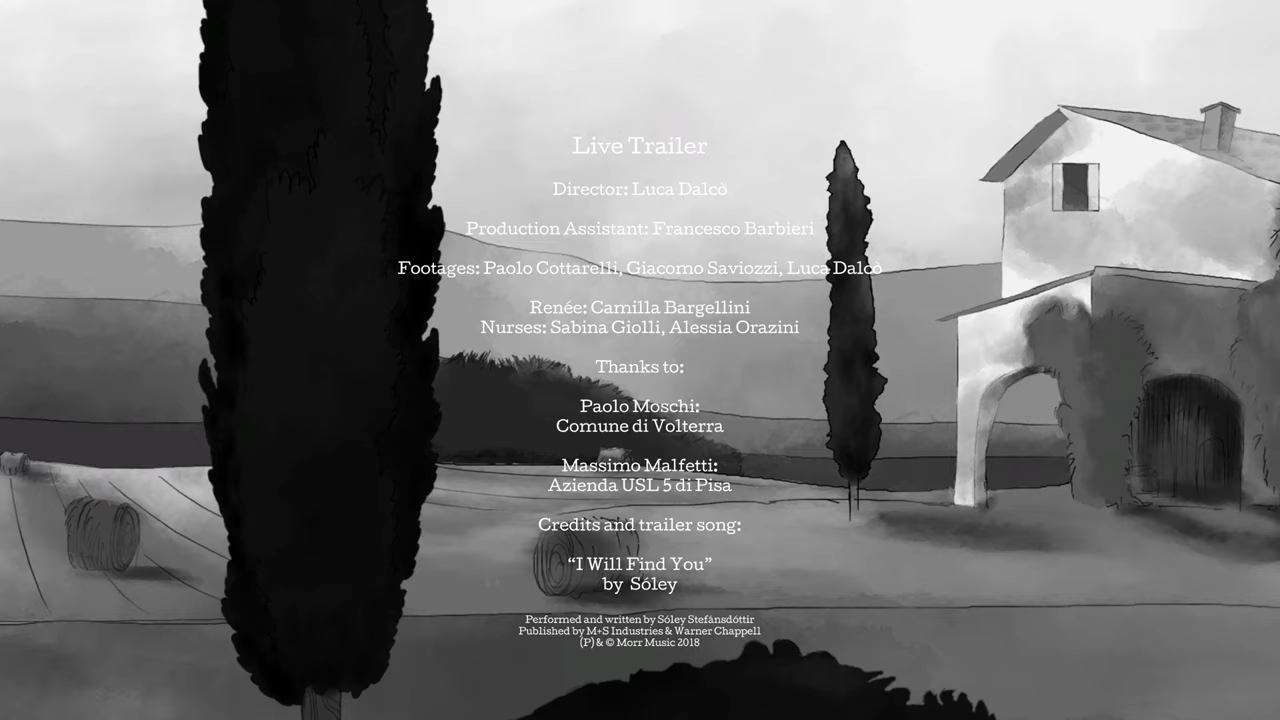 Live Trailer
Director: Luca Dalcò
Production Assistant: Francesco Barbieri
Footages: Paolo Cottarelli, Giacomo Saviozzi, Luca Dalcò
Renée: Camilla Bargellini
Nurses: Sabina Giolli, Alessia Orazini
Thanks to:
Paolo Moschi:
Comune di Volterra
Massimo Malfetti:
Azienda USL 5 di Pisa
Credits and trailer song:
“I Will Find You”
by Sóley
Performed and written by Sóley Stefánsdóttir
Published by M+S Industries & Warner Chappell
(P) & © Morr Music 2018